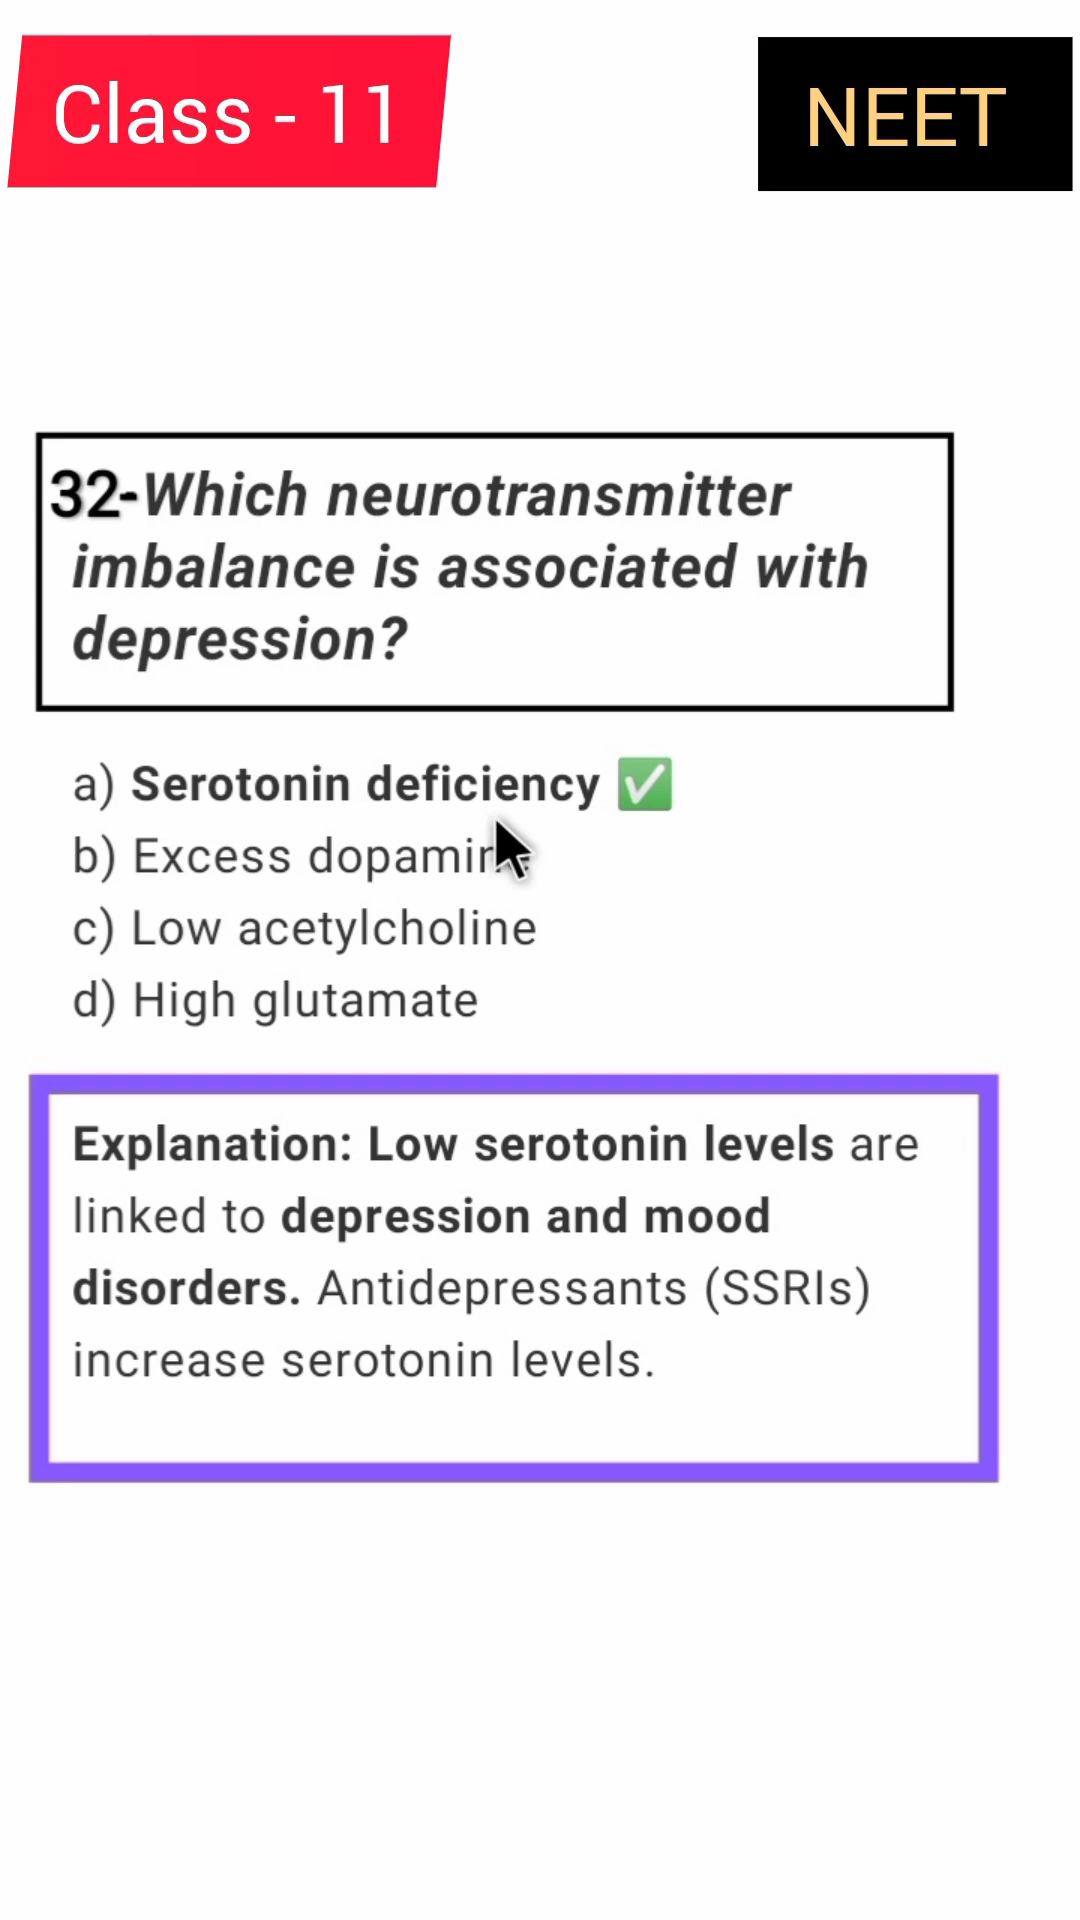 Class - 11
NEET
32-Which neurotransmitter
imbalance is associated with
depression?
a) Serotonin deficiency ✅
b) Excess
c) Low acetylcholine
d) High glutamate
Explanation: Low serotonin levels are
linked to depression and mood
disorders. Antidepressants (SSRIs)
increase serotonin levels.